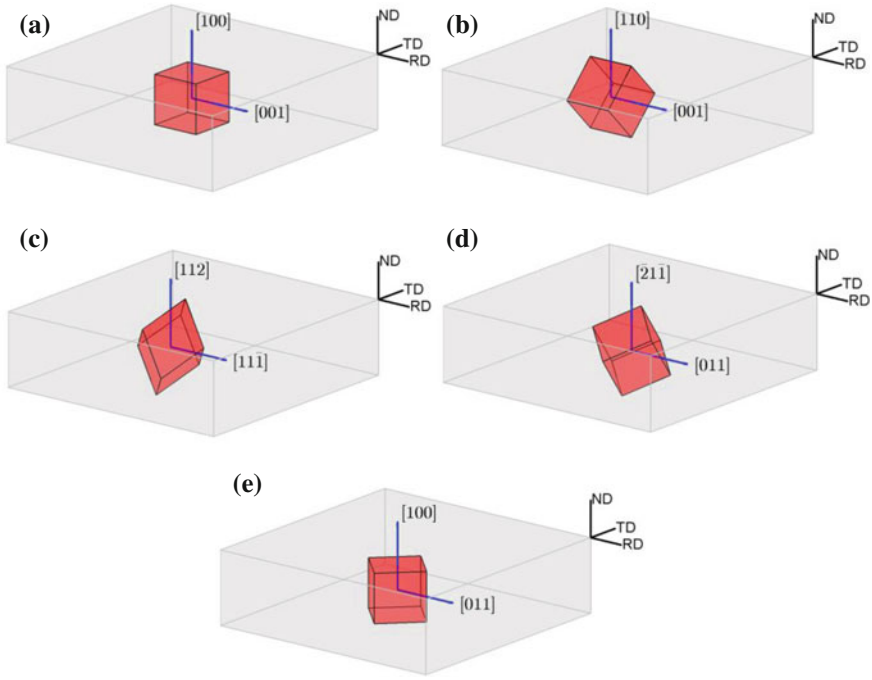 (a)
[100]
[001]
ND
TD
RD
(b)
[110]
[001]
ND
TD
RD
(c)
[112]
[111̄]
ND
TD
RD
(d)
[2̄11̄]
[011]
ND
TD
RD
(e)
[100]
[011]
ND
TD
RD